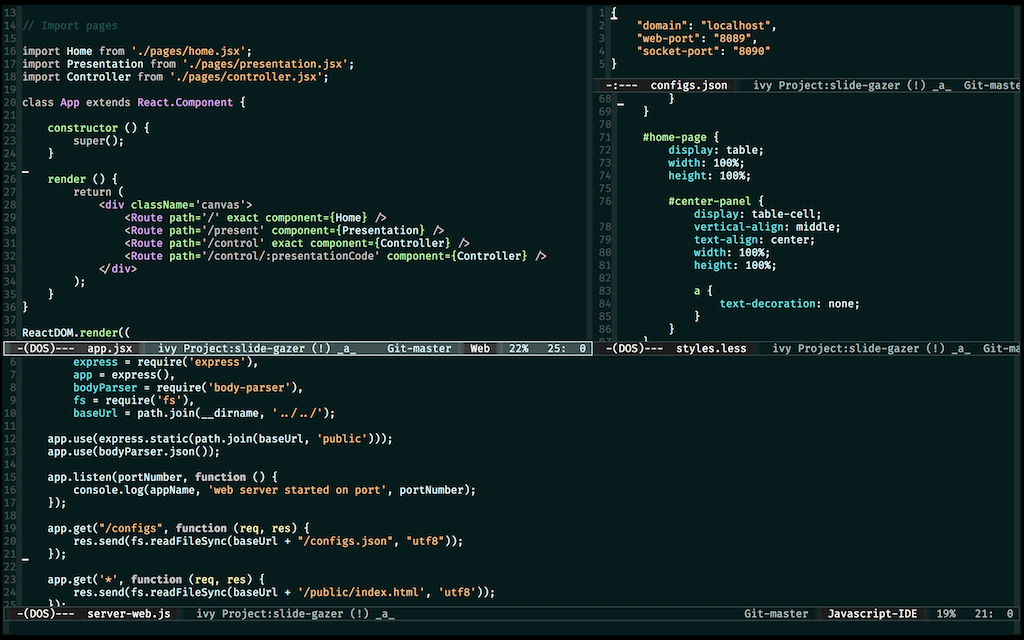 13
14 // Import pages
15
16 import Home from './pages/home.jsx';
17 import Presentation from './pages/presentation.jsx';
18 import Controller from './pages/controller.jsx';
19
20 class App extends React.Component {
21
22     constructor () {
23         super();
24     }
25
26     render () {
27         return (
28             <div className='canvas'>
29                 <Route path='/' exact component={Home} />
30                 <Route path='/present' component={Presentation} />
31                 <Route path='/control' exact component={Controller} />
32                 <Route path='/control/:presentationCode' component={Controller} />
33             </div>
34         );
35     }
36 }
37
38 ReactDOM.render((
-(DOS)--- app.jsx ivy Project:slide-gazer (!) _a_ Git-master Web 22% 25: 0
1 {
2     "domain": "localhost",
3     "web-port": "8089",
4     "socket-port": "8090"
5 }
-:--- configs.json ivy Project:slide-gazer (!) _a_ Git-maste
68         }
69     }
70
71     #home-page {
72         display: table;
73         width: 100%;
74         height: 100%;
75
76         #center-panel {
            display: table-cell;
78             vertical-align: middle;
79             text-align: center;
80             width: 100%;
81             height: 100%;
82
83             a {
84                 text-decoration: none;
85             }
86         }
-(DOS)--- styles.less ivy Project:slide-gazer (!) _a_ Git-ma
6         express = require('express'),
7         app = express(),
8         bodyParser = require('body-parser'),
9         fs = require('fs'),
10         baseUrl = path.join(__dirname, '../../');
11
12     app.use(express.static(path.join(baseUrl, 'public')));
13     app.use(bodyParser.json());
14
15     app.listen(portNumber, function () {
16         console.log(appName, 'web server started on port', portNumber);
17     });
18
19     app.get("/configs", function (req, res) {
20         res.send(fs.readFileSync(baseUrl + "/configs.json", "utf8"));
21     });
22
23     app.get('*', function (req, res) {
24         res.send(fs.readFileSync(baseUrl + '/public/index.html', 'utf8'));
25     });
-(DOS)--- server-web.js ivy Project:slide-gazer (!) _a_ Git-master Javascript-IDE 19% 21: 0